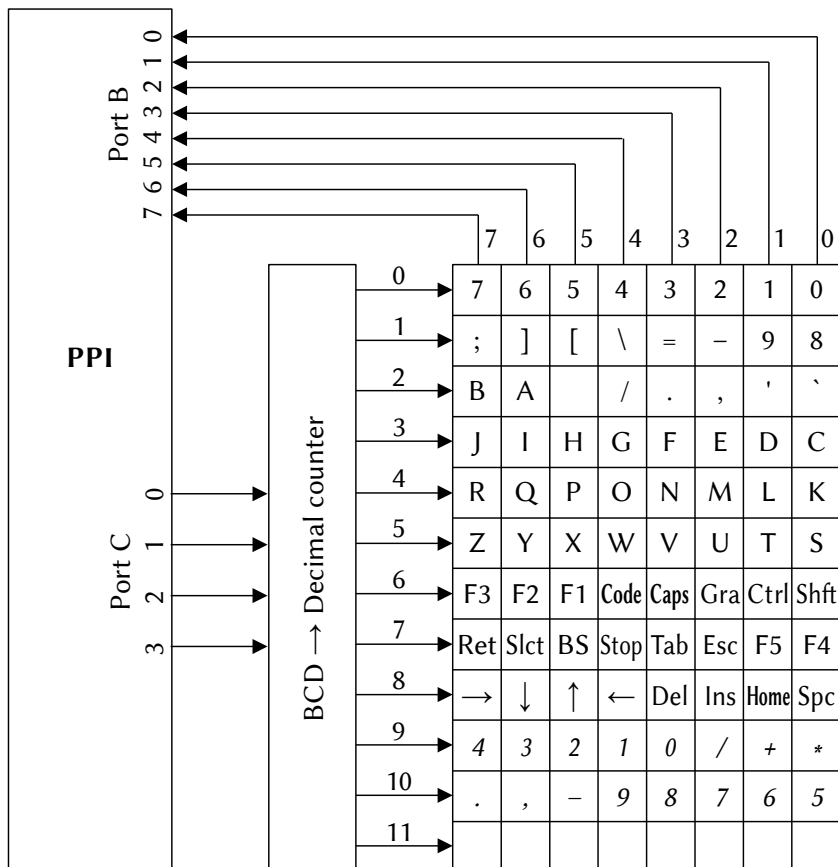 0
1
2
3
4
5
6
7
Port B
7 6 5 4 3 2 1 0
PPI
0
1
2
3
Port C
BCD → Decimal counter
0 7 6 5 4 3 2 1 0
1 ; ] [ \ = − 9 8
2 B A / . , ' `
3 J I H G F E D C
4 R Q P O N M L K
5 Z Y X W V U T S
6 F3 F2 F1 Code Caps Gra Ctrl Shft
7 Ret Slct BS Stop Tab Esc F5 F4
8 → ↓ ↑ ← Del Ins Home Spc
9 4 3 2 1 0 / + *
10 . , − 9 8 7 6 5
11